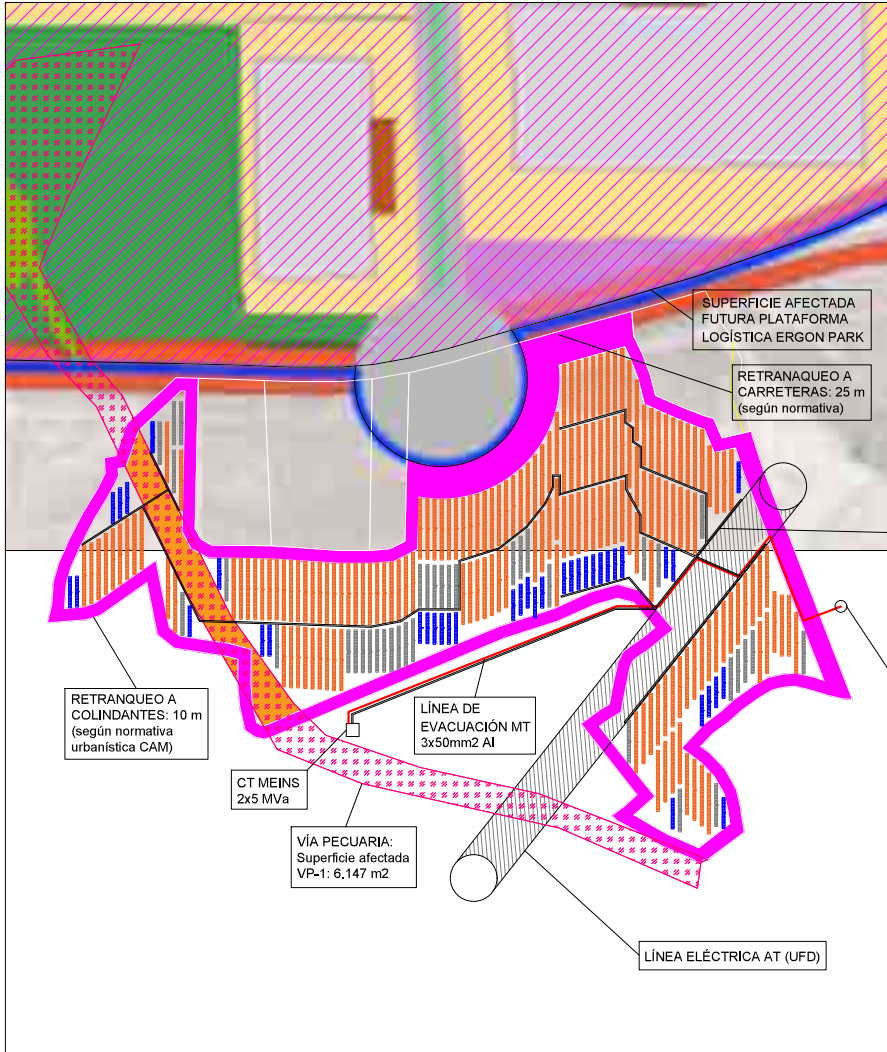 SUPERFICIE AFECTADA
FUTURA PLATAFORMA
LOGÍSTICA ERGON PARK
RETRANAQUEO A
CARRETERAS: 25 m
(según normativa)
RETRANQUEO A
COLINDANTES: 10 m
(según normativa
urbanística CAM)
LÍNEA DE
EVACUACIÓN MT
3x50mm2 Al
CT MEINS
2x5 MVa
VÍA PECUARIA:
Superficie afectada
VP-1: 6,147 m2
LÍNEA ELÉCTRICA AT (UFD)